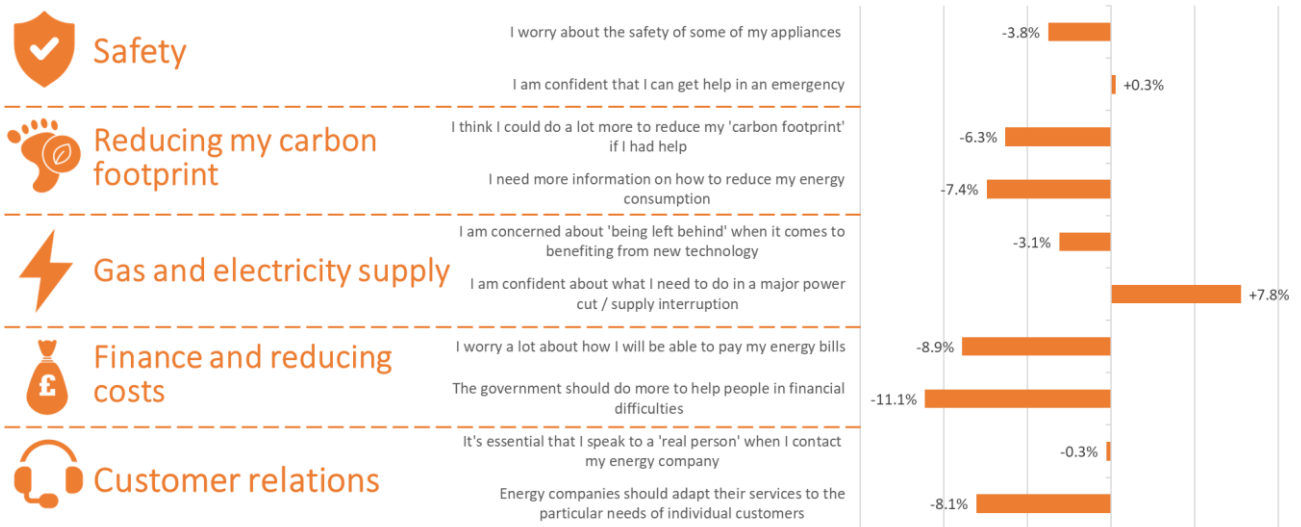 Safety
I worry about the safety of some of my appliances
-3.8%
I am confident that I can get help in an emergency
+0.3%
Reducing my carbon
footprint
I think I could do a lot more to reduce my 'carbon footprint'
if I had help
-6.3%
I need more information on how to reduce my energy
consumption
-7.4%
Gas and electricity supply
I am concerned about 'being left behind' when it comes to
benefiting from new technology
-3.1%
I am confident about what I need to do in a major power
cut / supply interruption
+7.8%
£
Finance and reducing
costs
I worry a lot about how I will be able to pay my energy bills
-8.9%
The government should do more to help people in financial
difficulties
-11.1%
Customer relations
It's essential that I speak to a 'real person' when I contact
my energy company
-0.3%
Energy companies should adapt their services to the
particular needs of individual customers
-8.1%